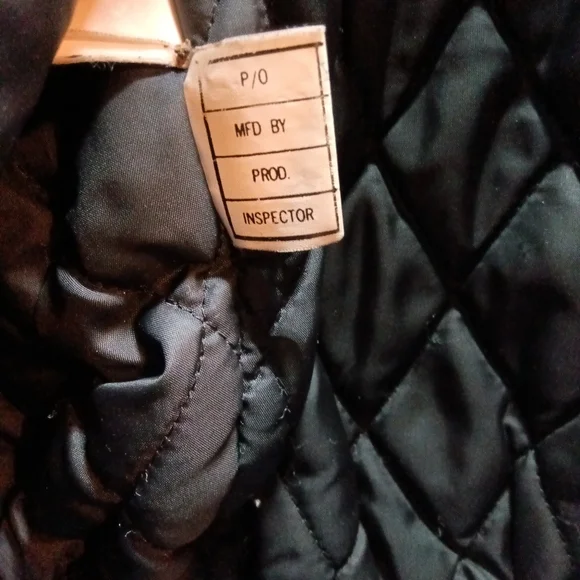 P/O
MFD BY
PROD.
INSPECTOR